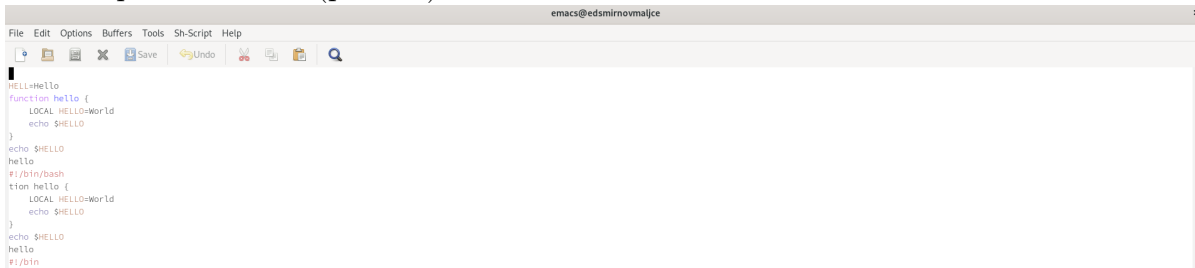 emacs@edsmirnovmaljce
File Edit Options Buffers Tools Sh-Script Help
Save Undo
HELL=Hello
function hello {
LOCAL HELLO=World
echo $HELLO
}
echo $HELLO
hello
#!/bin/bash
tion hello {
LOCAL HELLO=World
echo $HELLO
}
echo $HELLO
hello
#!/bin